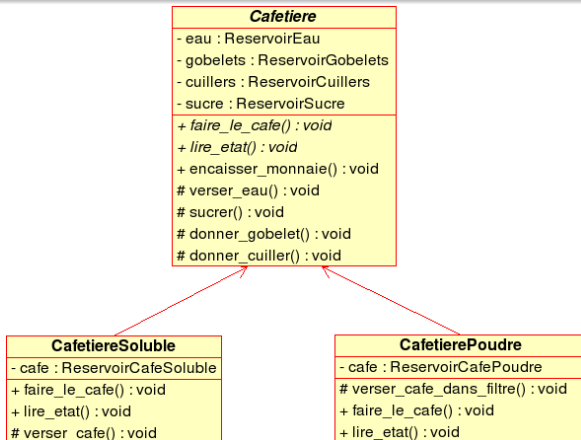 Cafetiere
- eau : ReservoirEau
- gobelets : ReservoirGobelets
- cuillers : ReservoirCuillers
- sucre : ReservoirSucre
+ faire_le_cafe() : void
+ lire_etat() : void
+ encaisser_monnaie() : void
# verser_eau() : void
# sucrer() : void
# donner_gobelet() : void
# donner_cuiller() : void
CafetiereSoluble
- cafe : ReservoirCafeSoluble
+ faire_le_cafe() : void
+ lire_etat() : void
# verser_cafe() : void
CafetierePoudre
- cafe : ReservoirCafePoudre
# verser_cafe_dans_filtre() : void
+ faire_le_cafe() : void
+ lire_etat() : void